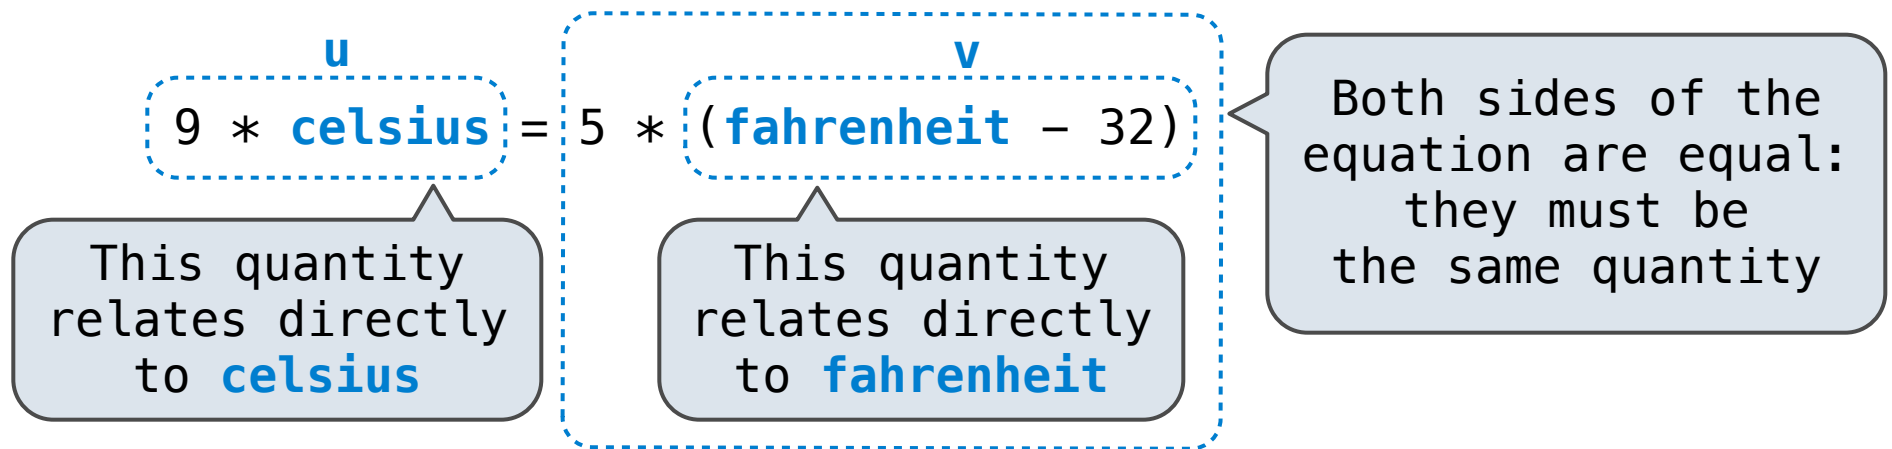 u
v
9 * celsius = 5 * (fahrenheit − 32)
This quantity
relates directly
to celsius
This quantity
relates directly
to fahrenheit
Both sides of the
equation are equal:
they must be
the same quantity